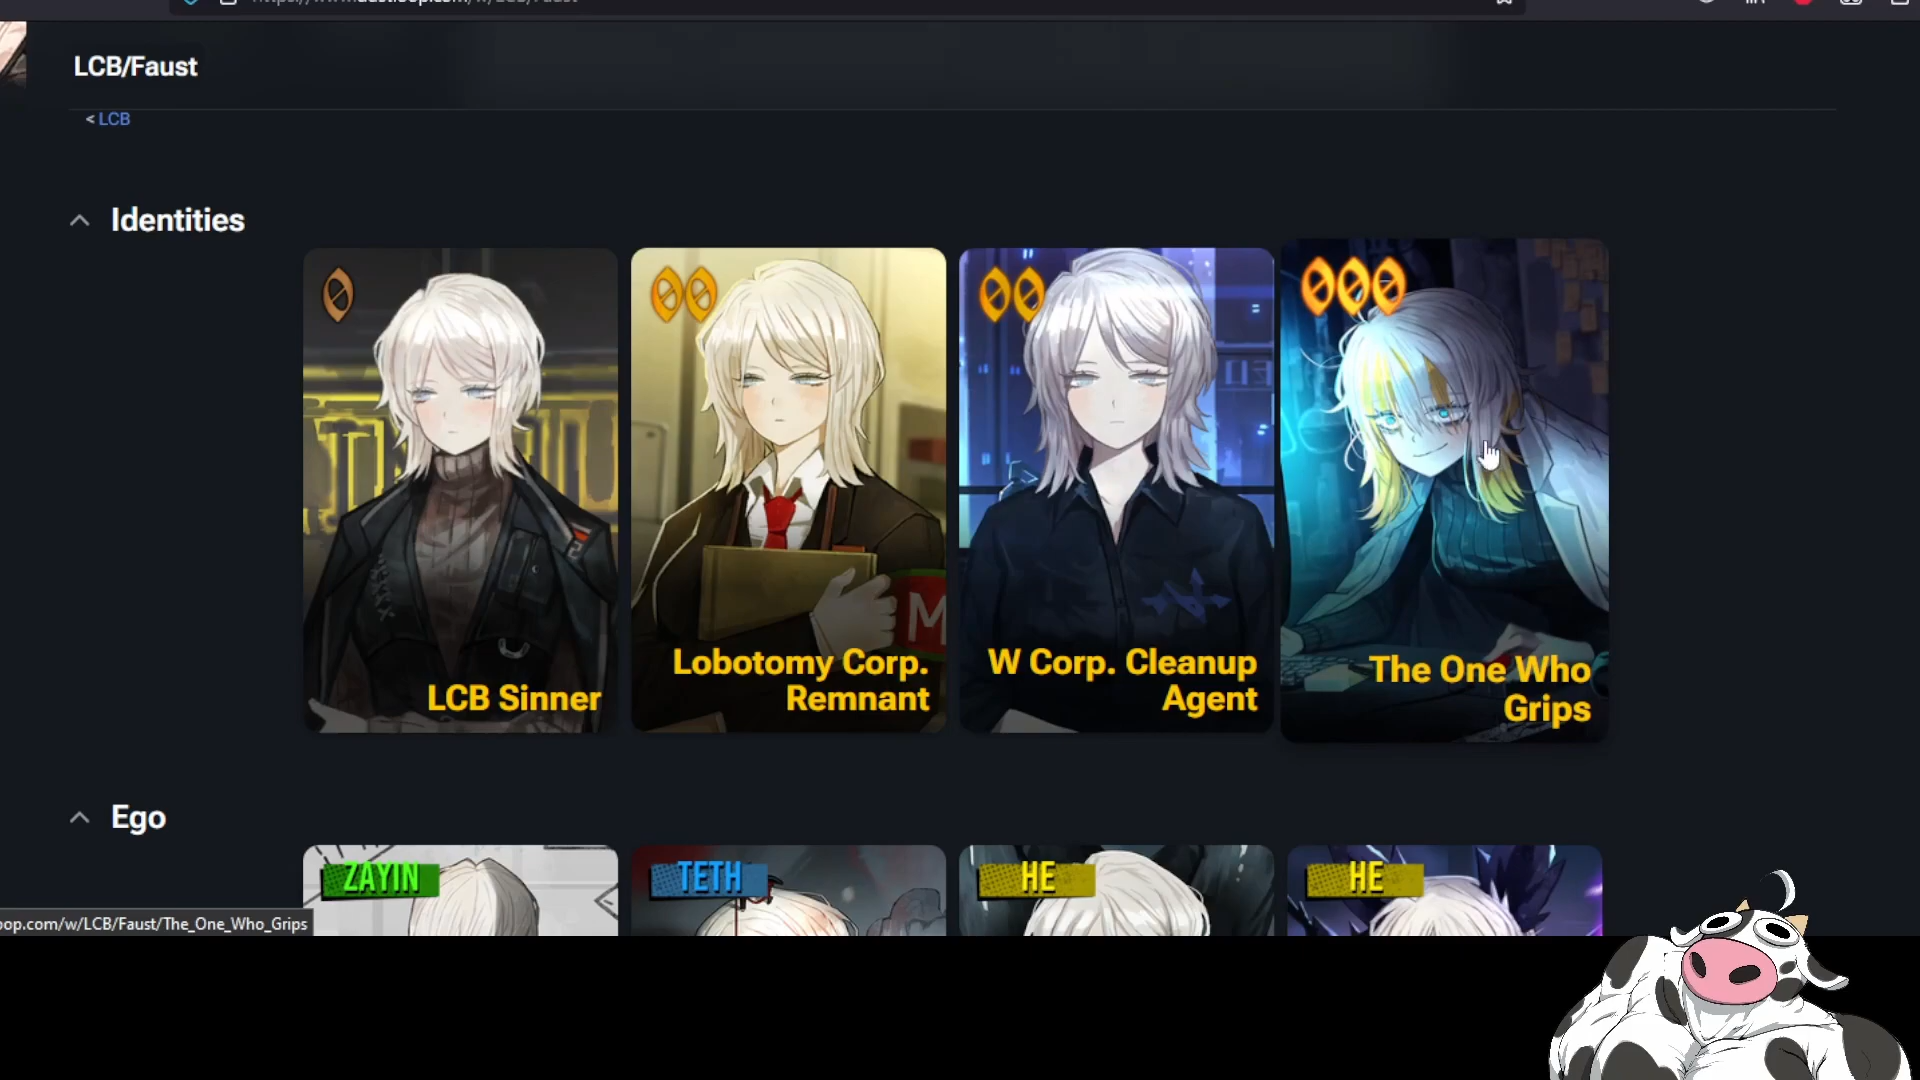 LCB/Faust
< LCB
Identities
LCB Sinner
Lobotomy Corp.
Remnant
M
W Corp. Cleanup
Agent
The One Who
Grips
Ego
ZAYIN
TETH
HE
HE
oop.com/w/LCB/Faust/The_One_Who_Grips